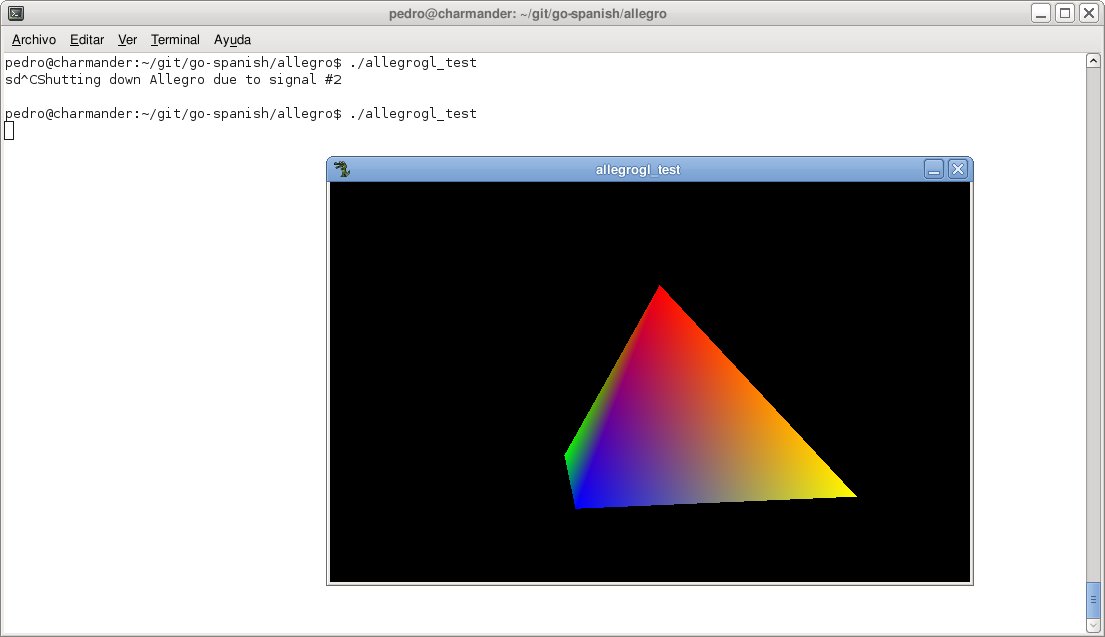 pedro@charmander: ~/git/go-spanish/allegro
Archivo Editar Ver Terminal Ayuda
pedro@charmander:~/git/go-spanish/allegro$ ./allegrogl_test
sd^CShutting down Allegro due to signal #2
pedro@charmander:~/git/go-spanish/allegro$ ./allegrogl_test
allegrogl_test